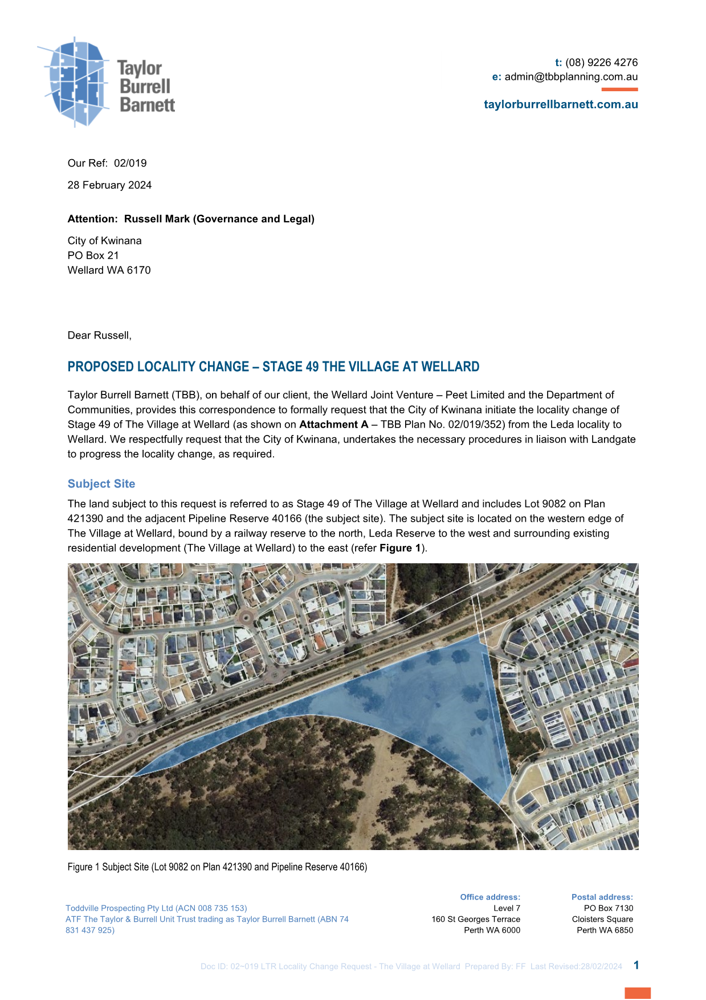 Taylor
Burrell
Barnett
t: (08) 9226 4276
e: admin@tbbplanning.com.au
taylorburrellbarnett.com.au
Our Ref:  02/019
28 February 2024
Attention:  Russell Mark (Governance and Legal)
City of Kwinana
PO Box 21
Wellard WA 6170
Dear Russell,
PROPOSED LOCALITY CHANGE – STAGE 49 THE VILLAGE AT WELLARD
Taylor Burrell Barnett (TBB), on behalf of our client, the Wellard Joint Venture – Peet Limited and the Department of
Communities, provides this correspondence to formally request that the City of Kwinana initiate the locality change of
Stage 49 of The Village at Wellard (as shown on Attachment A – TBB Plan No. 02/019/352) from the Leda locality to
Wellard. We respectfully request that the City of Kwinana, undertakes the necessary procedures in liaison with Landgate
to progress the locality change, as required.
Subject Site
The land subject to this request is referred to as Stage 49 of The Village at Wellard and includes Lot 9082 on Plan
421390 and the adjacent Pipeline Reserve 40166 (the subject site). The subject site is located on the western edge of
The Village at Wellard, bound by a railway reserve to the north, Leda Reserve to the west and surrounding existing
residential development (The Village at Wellard) to the east (refer Figure 1).
Figure 1 Subject Site (Lot 9082 on Plan 421390 and Pipeline Reserve 40166)
Toddville Prospecting Pty Ltd (ACN 008 735 153)
ATF The Taylor & Burrell Unit Trust trading as Taylor Burrell Barnett (ABN 74
831 437 925)
Office address:
Level 7
160 St Georges Terrace
Perth WA 6000
Postal address:
PO Box 7130
Cloisters Square
Perth WA 6850
Doc ID: 02~019 LTR Locality Change Request - The Village at Wellard  Prepared By: FF  Last Revised:28/02/2024 1